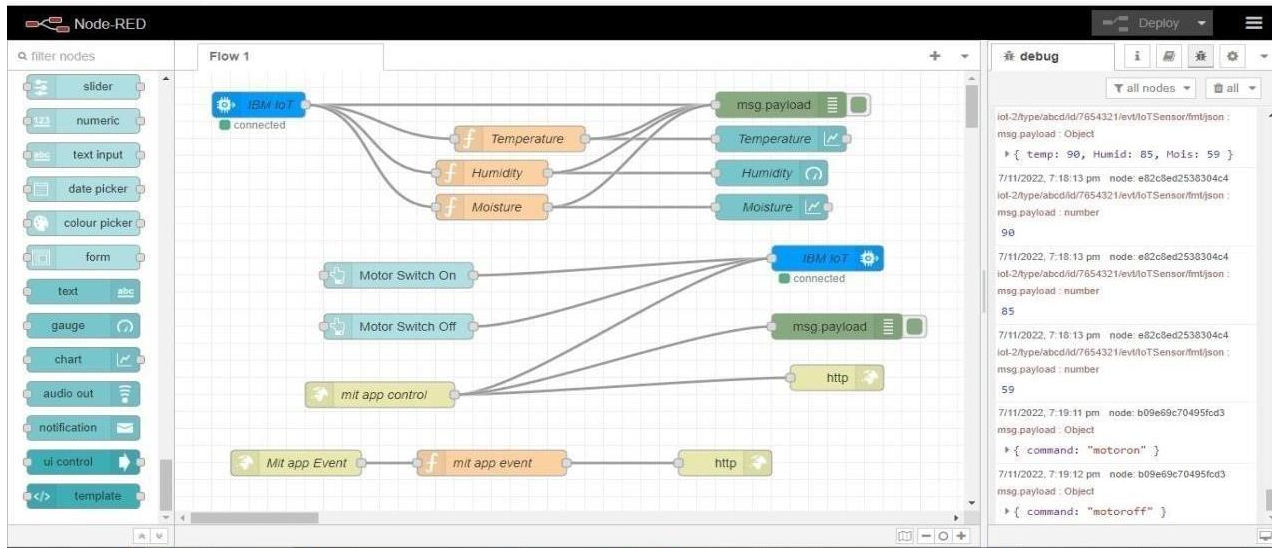 Node-RED
Deploy
filter nodes
slider
numeric
text input
date picker
colour picker
form
text
gauge
chart
audio out
notification
ui control
template
123
abc
abc
Flow 1
IBM IoT
connected
Temperature
Humidity
Moisture
msg.payload
Temperature
Humidity
Moisture
Motor Switch On
Motor Switch Off
mit app control
IBM IoT
connected
msg.payload
http
Mit app Event
mit app event
http
debug
all nodes
all
iot-2/type/abcd/id/7654321/evt/IoTSensor/fmt/json :
msg.payload : Object
{ temp: 90, Humid: 85, Mois: 59 }
7/11/2022, 7:18:13 pm node: e82c8ed2538304c4
iot-2/type/abcd/id/7654321/evt/IoTSensor/fmt/json :
msg.payload : number
90
7/11/2022, 7:18:13 pm node: e82c8ed2538304c4
iot-2/type/abcd/id/7654321/evt/IoTSensor/fmt/json :
msg.payload : number
85
7/11/2022, 7:18:13 pm node: e82c8ed2538304c4
iot-2/type/abcd/id/7654321/evt/IoTSensor/fmt/json :
msg.payload : number
59
7/11/2022, 7:19:11 pm node: b09e69c70495fcd3
msg.payload : Object
{ command: "motoron" }
7/11/2022, 7:19:12 pm node: b09e69c70495fcd3
msg.payload : Object
{ command: "motoroff" }